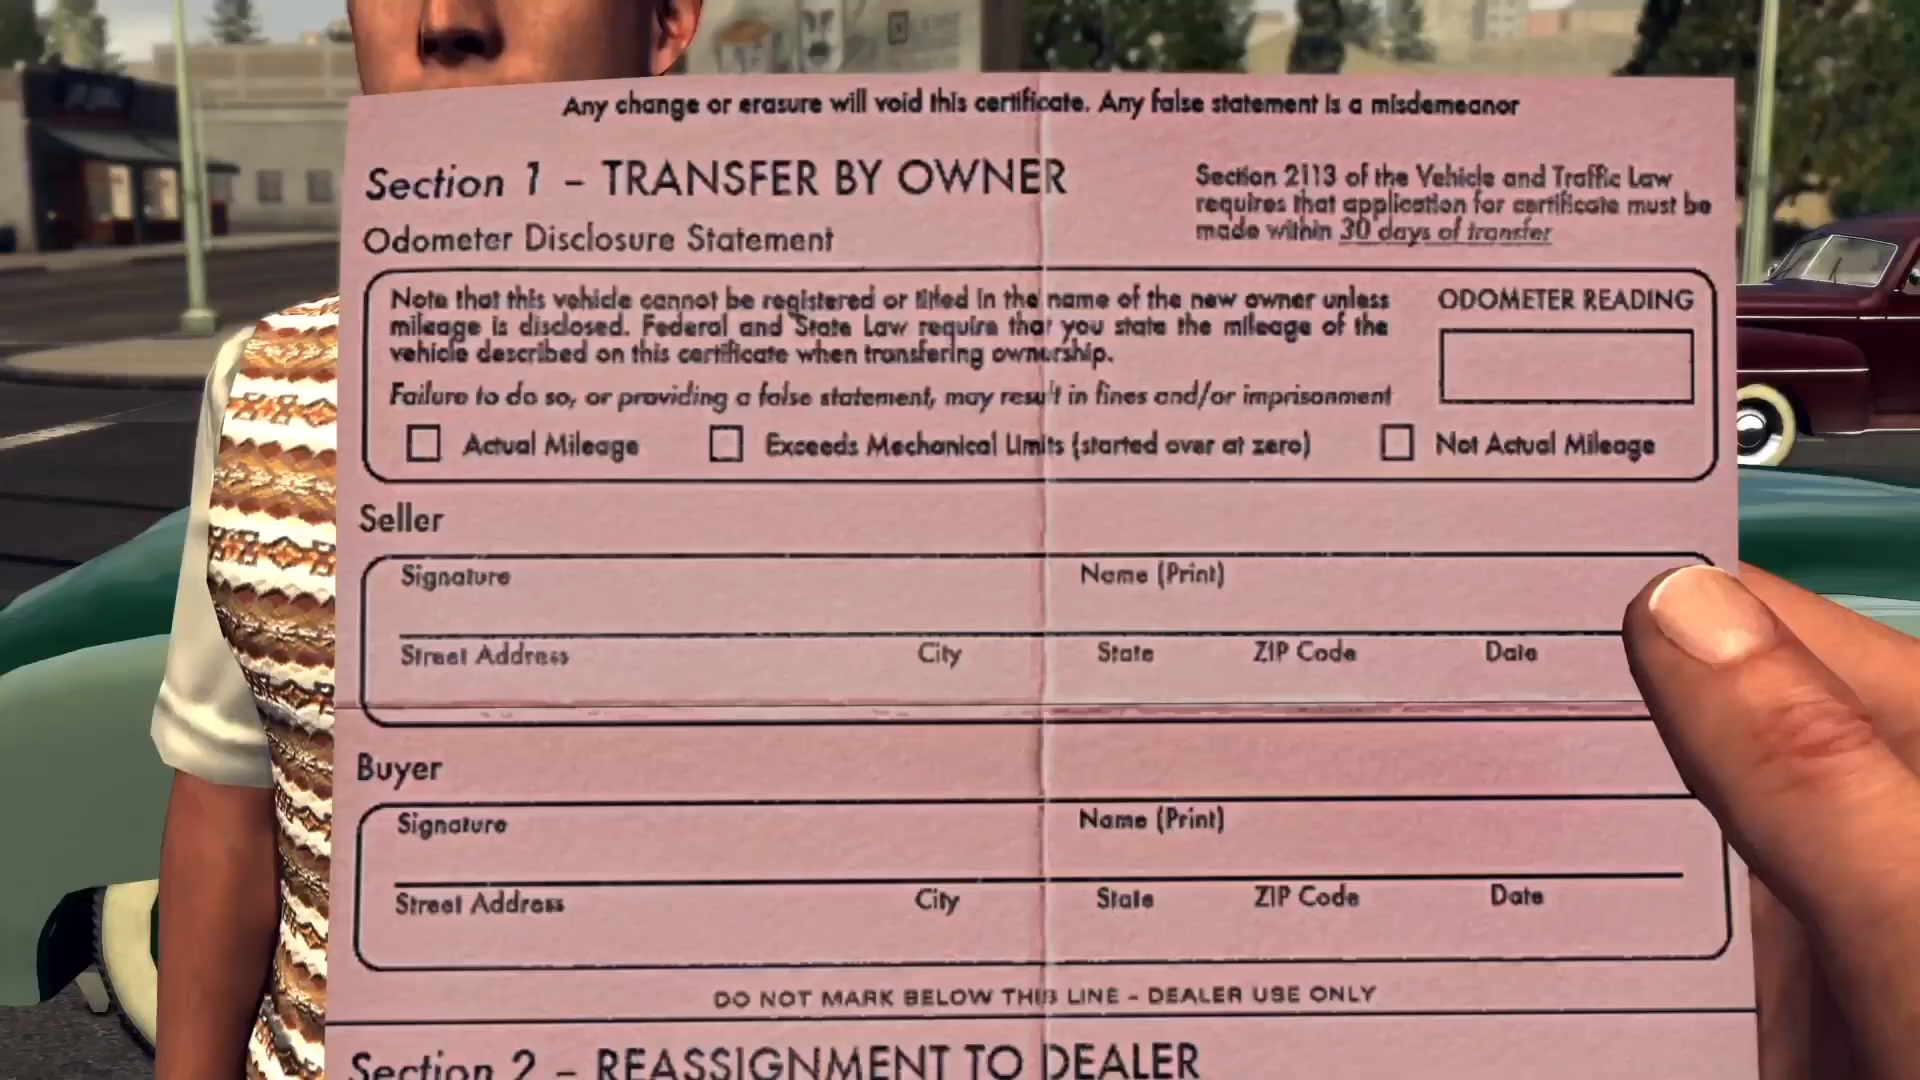 Any change or erasure will void this certificate. Any false statement is a misdemeanor
Section 1 – TRANSFER BY OWNER
Section 2113 of the Vehicle and Traffic Law
requires that application for certificate must be
made within 30 days of transfer
Odometer Disclosure Statement
Note that this vehicle cannot be registered or titled in the name of the new owner unless
mileage is disclosed. Federal and State Law require that you state the mileage of the
vehicle described on this certificate when transfering ownership.
Failure to do so, or providing a false statement, may result in fines and/or imprisonment
ODOMETER READING
Actual Mileage
Exceeds Mechanical Limits (started over at zero)
Not Actual Mileage
Seller
Signature
Name (Print)
Street Address
City
State
ZIP Code
Date
Buyer
Signature
Name (Print)
Street Address
City
State
ZIP Code
Date
DO NOT MARK BELOW THIS LINE – DEALER USE ONLY
Section 2 – REASSIGNMENT TO DEALER